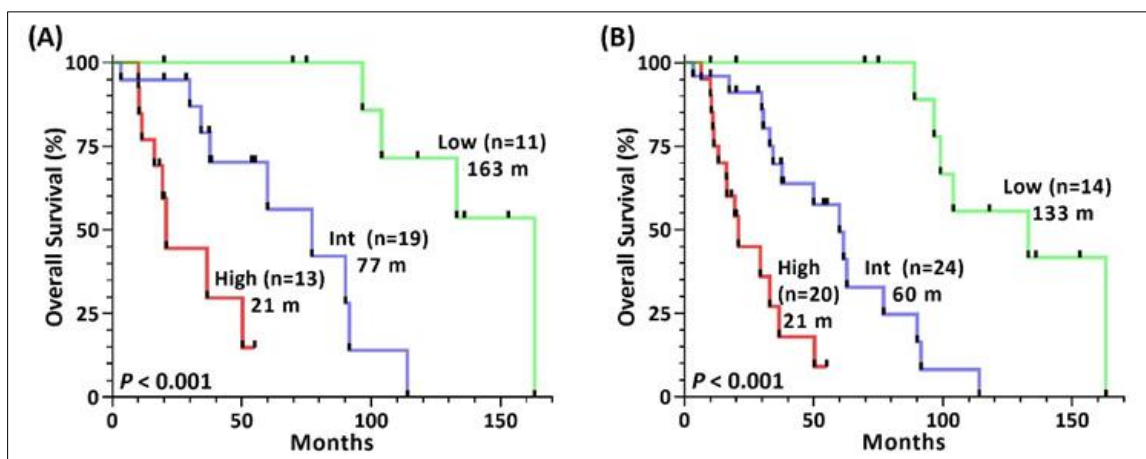 (A)
Overall Survival (%)
100
75
50
25
0
Low (n=11)
163 m
Int (n=19)
77 m
High (n=13)
21 m
P < 0.001
0 50 100 150
Months
(B)
Overall Survival (%)
100
75
50
25
0
Low (n=14)
133 m
Int (n=24)
60 m
High
(n=20)
21 m
P < 0.001
0 50 100 150
Months